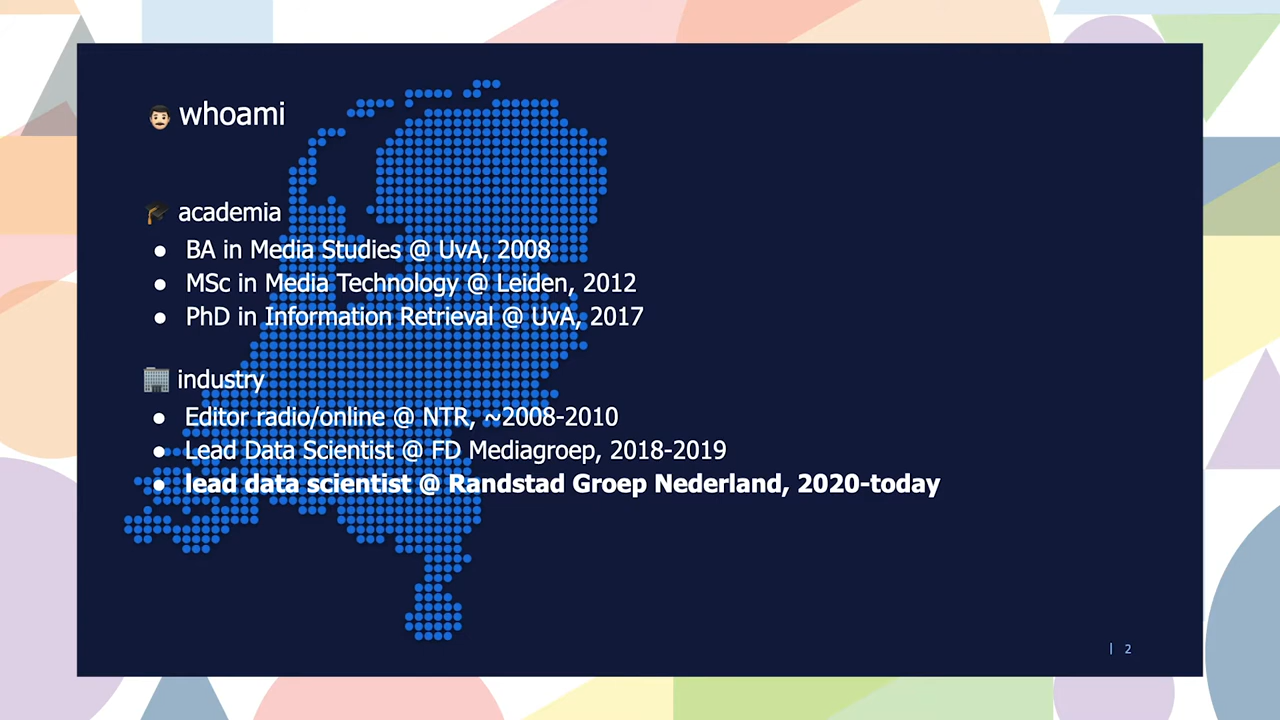 whoami
academia
● BA in Media Studies @ UvA, 2008
● MSc in Media Technology @ Leiden, 2012
● PhD in Information Retrieval @ UvA, 2017
industry
● Editor radio/online @ NTR, ~2008-2010
● Lead Data Scientist @ FD Mediagroep, 2018-2019
● lead data scientist @ Randstad Groep Nederland, 2020-today
| 2